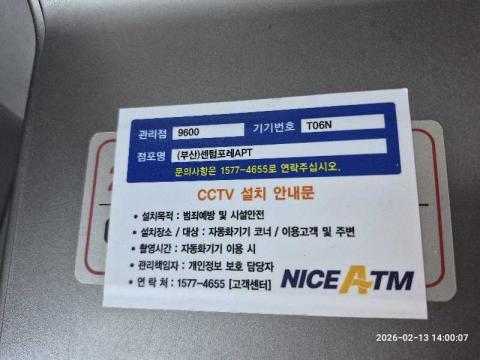 관리점 9600 기기번호 T06N
점포명 (부산)센텀포레APT
문의사항은 1577-4655로 연락주십시오.
CCTV 설치 안내문
• 설치목적 : 범죄예방 및 시설안전
• 설치장소 / 대상 : 자동화기기 코너 / 이용고객 및 주변
• 촬영시간 : 자동화기기 이용 시
• 관리책임자 : 개인정보 보호 담당자
• 연 락 처 : 1577-4655 [고객센터]
NICE ATM
2026-02-13 14:00:07